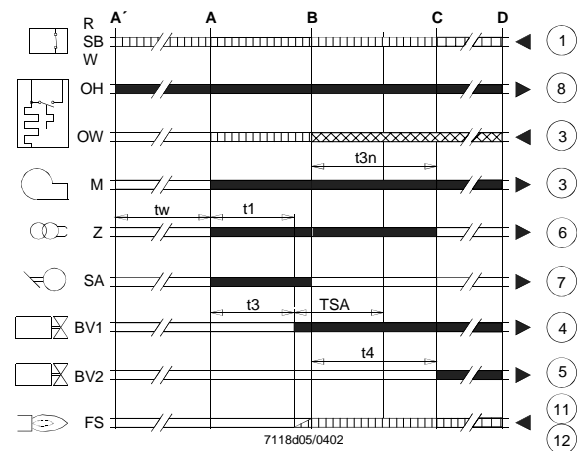 A´ A B C D
R
SB 1
W
OH 8
OW 3
t3n
M 3
tw t1
Z 6
SA 7
t3 TSA
BV1 4
t4
BV2 5
FS 11
12
7118d05/0402